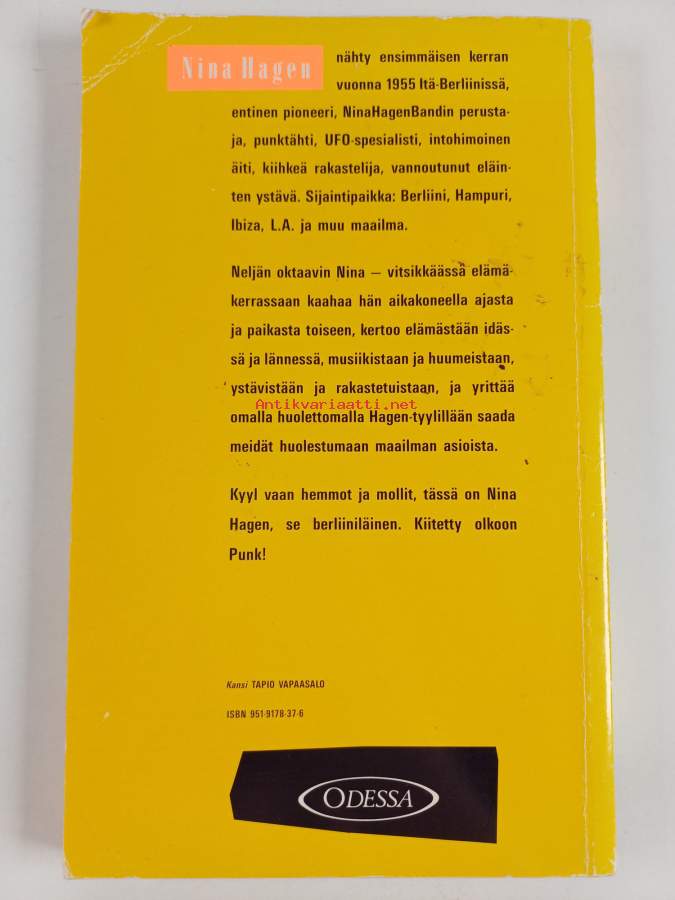 Nina Hagen nähty ensimmäisen kerran
vuonna 1955 Itä-Berliinissä,
entinen pioneeri, NinaHagenBandin perusta-
ja, punktähti, UFO-spesialisti, intohimoinen
äiti, kiihkeä rakastelija, vannoutunut eläin-
ten ystävä. Sijaintipaikka: Berliini, Hampuri,
Ibiza, L.A. ja muu maailma.
Neljän oktaavin Nina – vitsikkäässä elämä-
kerrassaan kaahaa hän aikakoneella ajasta
ja paikasta toiseen, kertoo elämästään idäs-
sä ja lännessä, musiikistaan ja huumeistaan,
ystävistään ja rakastetuistaan, ja yrittää
Antikvariaatti.net
omalla huolettomalla Hagen-tyylillään saada
meidät huolestumaan maailman asioista.
Kyyl vaan hemmot ja mollit, tässä on Nina
Hagen, se berliiniläinen. Kiitetty olkoon
Punk!
Kansi TAPIO VAPAASALO
ISBN 951-9178-37-6
ODESSA